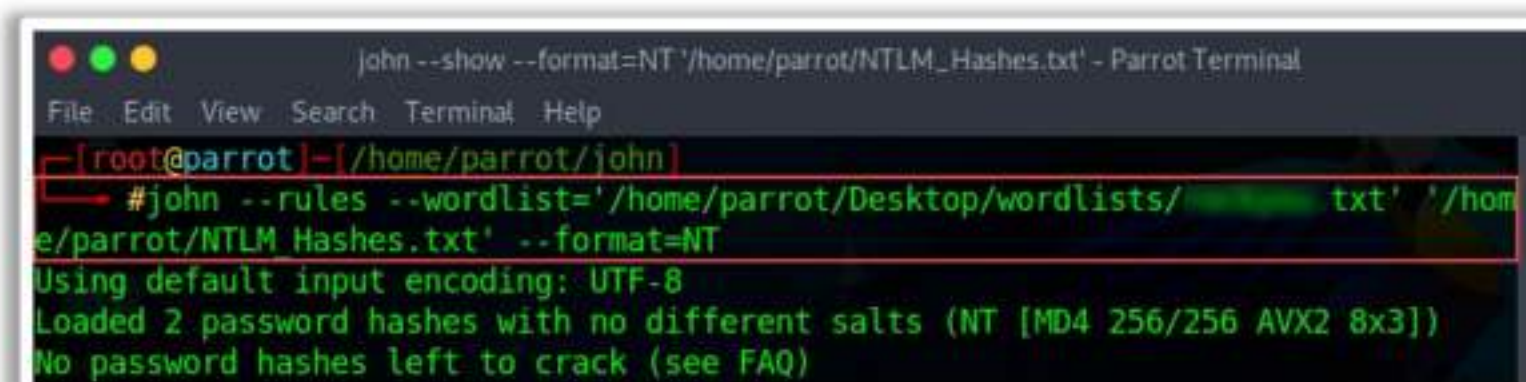 john --show --format=NT '/home/parrot/NTLM_Hashes.txt' - Parrot Terminal
File Edit View Search Terminal Help
[root@parrot]-[/home/parrot/john]
#john --rules --wordlist='/home/parrot/Desktop/wordlists/ txt' '/hom
e/parrot/NTLM_Hashes.txt' --format=NT
Using default input encoding: UTF-8
Loaded 2 password hashes with no different salts (NT [MD4 256/256 AVX2 8x3])
No password hashes left to crack (see FAQ)